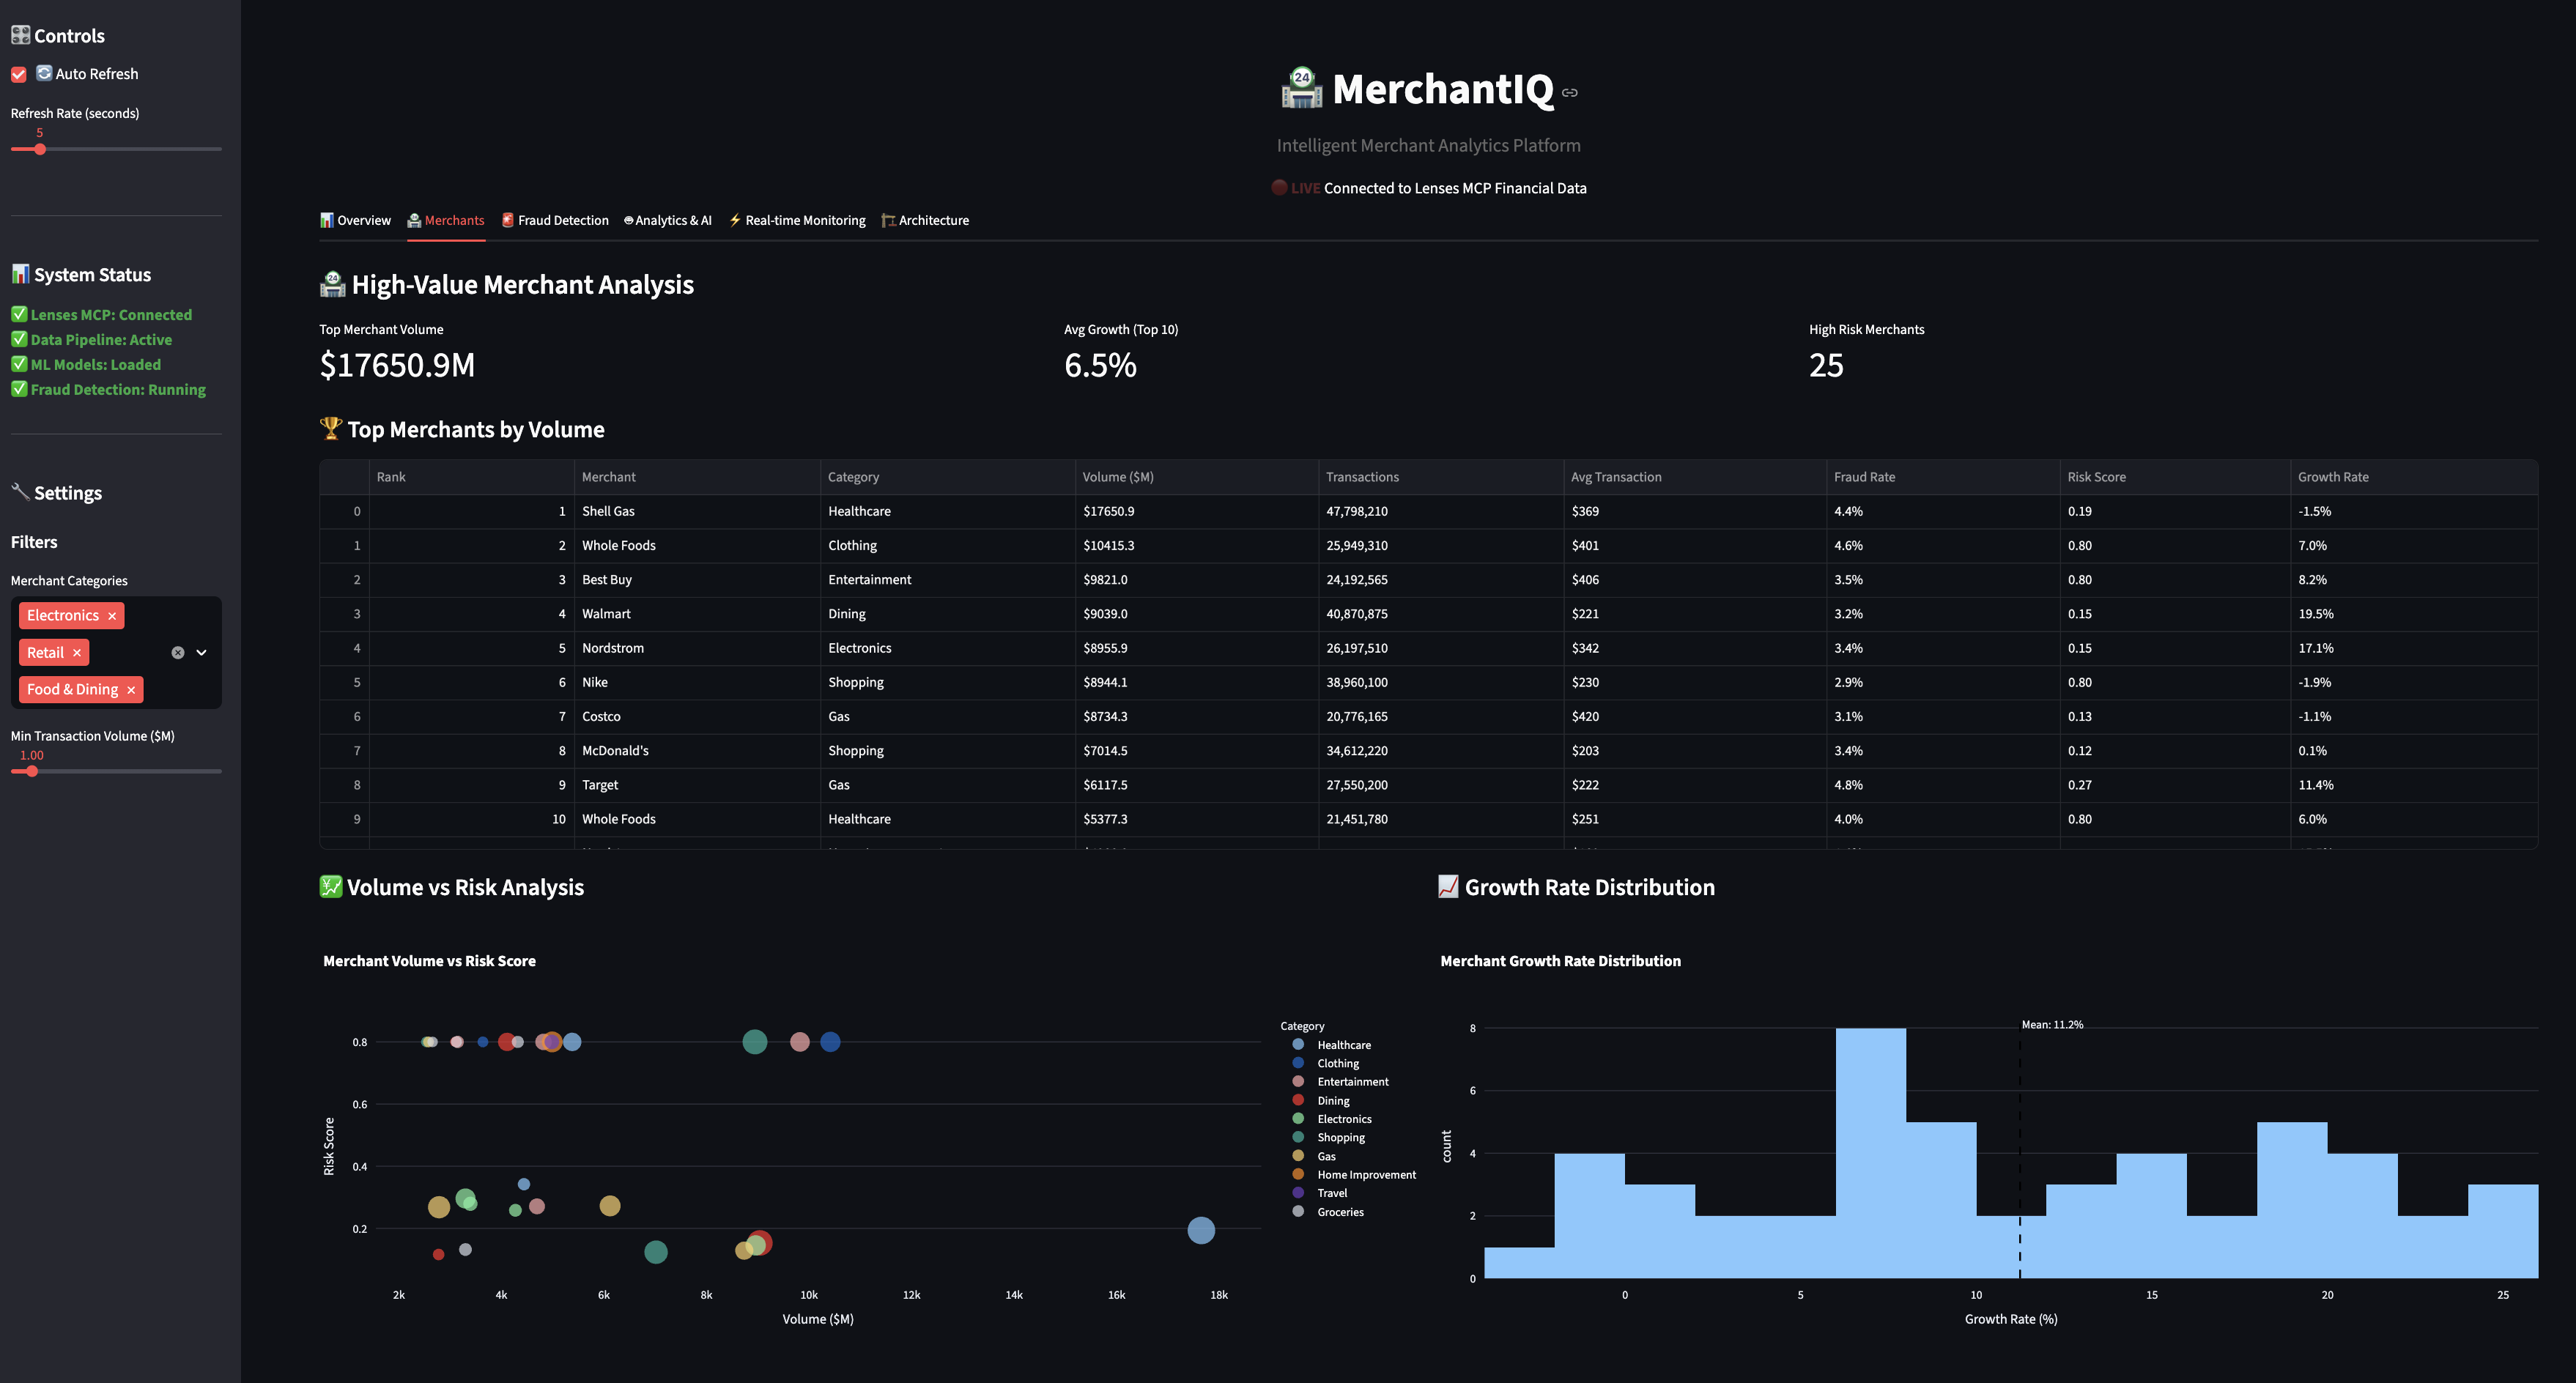 Controls
Auto Refresh
Refresh Rate (seconds)
5
System Status
Lenses MCP: Connected
Data Pipeline: Active
ML Models: Loaded
Fraud Detection: Running
Settings
Filters
Merchant Categories
Electronics ×
Retail ×
Food & Dining ×
Min Transaction Volume ($M)
1.00
24
MerchantIQ
Intelligent Merchant Analytics Platform
LIVE Connected to Lenses MCP Financial Data
Overview Merchants Fraud Detection Analytics & AI Real-time Monitoring Architecture
High-Value Merchant Analysis
Top Merchant Volume Avg Growth (Top 10) High Risk Merchants
$17650.9M 6.5% 25
Top Merchants by Volume
Rank Merchant Category Volume ($M) Transactions Avg Transaction Fraud Rate Risk Score Growth Rate
0 1 Shell Gas Healthcare $17650.9 47,798,210 $369 4.4% 0.19 -1.5%
1 2 Whole Foods Clothing $10415.3 25,949,310 $401 4.6% 0.80 7.0%
2 3 Best Buy Entertainment $9821.0 24,192,565 $406 3.5% 0.80 8.2%
3 4 Walmart Dining $9039.0 40,870,875 $221 3.2% 0.15 19.5%
4 5 Nordstrom Electronics $8955.9 26,197,510 $342 3.4% 0.15 17.1%
5 6 Nike Shopping $8944.1 38,960,100 $230 2.9% 0.80 -1.9%
6 7 Costco Gas $8734.3 20,776,165 $420 3.1% 0.13 -1.1%
7 8 McDonald's Shopping $7014.5 34,612,220 $203 3.4% 0.12 0.1%
8 9 Target Gas $6117.5 27,550,200 $222 4.8% 0.27 11.4%
9 10 Whole Foods Healthcare $5377.3 21,451,780 $251 4.0% 0.80 6.0%
Volume vs Risk Analysis
Merchant Volume vs Risk Score
Risk Score
0.8
0.6
0.4
0.2
2k 4k 6k 8k 10k 12k 14k 16k 18k
Volume ($M)
Category
Healthcare
Clothing
Entertainment
Dining
Electronics
Shopping
Gas
Home Improvement
Travel
Groceries
Growth Rate Distribution
Merchant Growth Rate Distribution
Mean: 11.2%
count
8
6
4
2
0
0 5 10 15 20 25
Growth Rate (%)